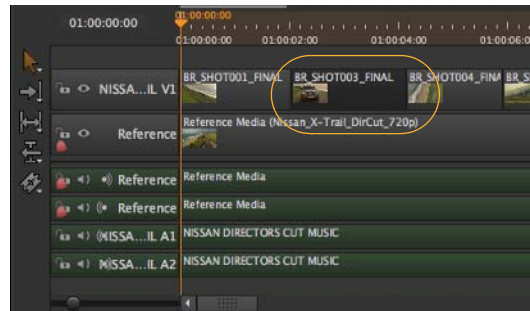 01:00:00:00
01:00:00:00
01:00:00:00 01:00:02:00 01:00:04:00 01:00:06:0
NISSA...IL V1 BR_SHOT001_FINAL BR_SHOT003_FINAL BR_SHOT004_FINA BR_S
Reference Reference Media (Nissan_X-Trail_DirCut_720p)
Reference Reference Media
Reference Reference Media
NISSA...IL A1 NISSAN DIRECTORS CUT MUSIC
NISSA...IL A2 NISSAN DIRECTORS CUT MUSIC